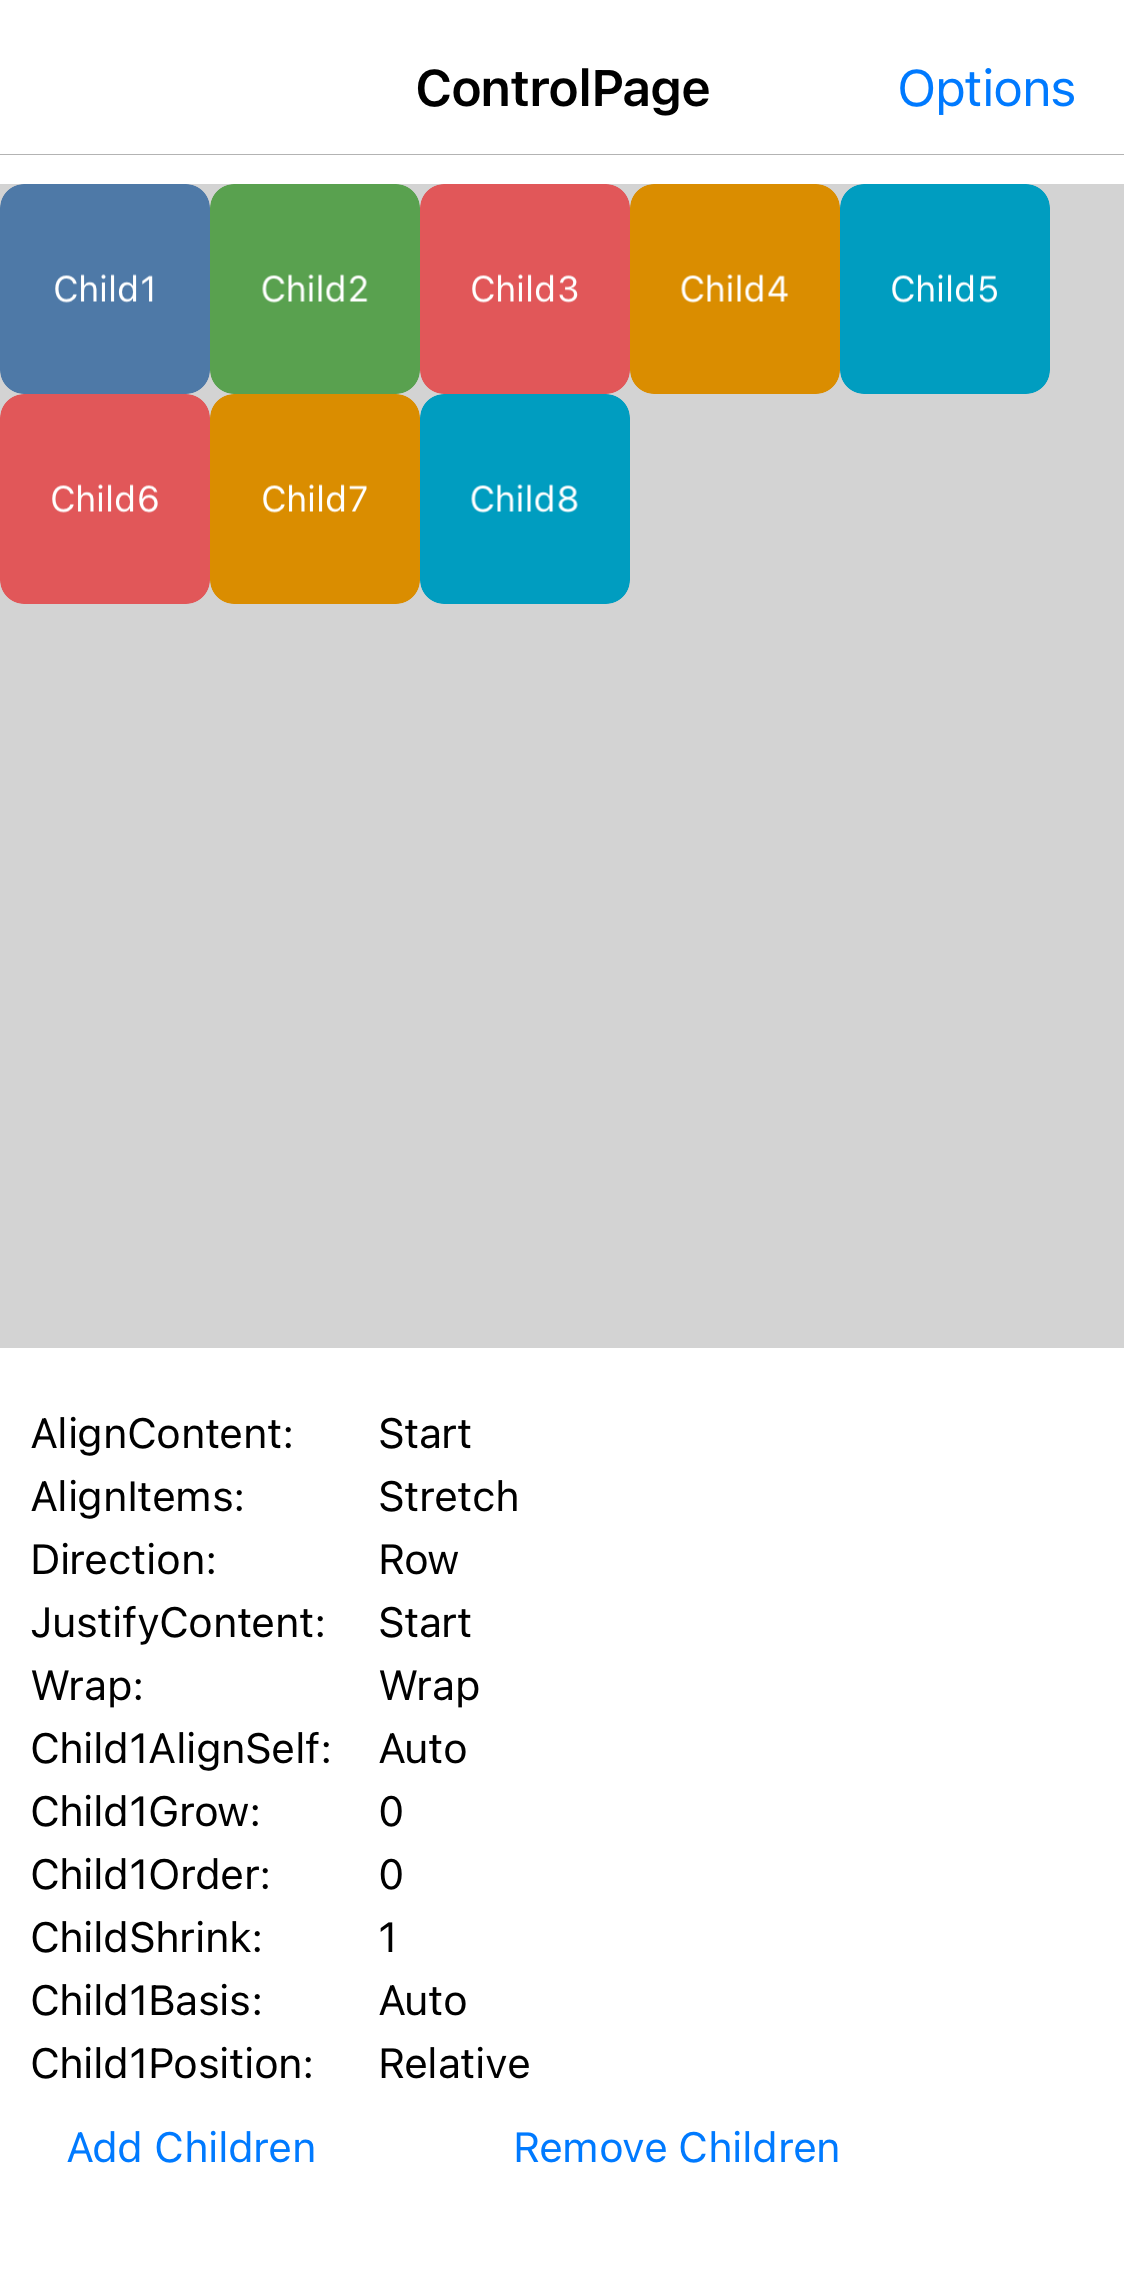 ControlPage Options
Child1 Child2 Child3 Child4 Child5
Child6 Child7 Child8
AlignContent: Start
AlignItems: Stretch
Direction: Row
JustifyContent: Start
Wrap: Wrap
Child1AlignSelf: Auto
Child1Grow: 0
Child1Order: 0
ChildShrink: 1
Child1Basis: Auto
Child1Position: Relative
Add Children Remove Children